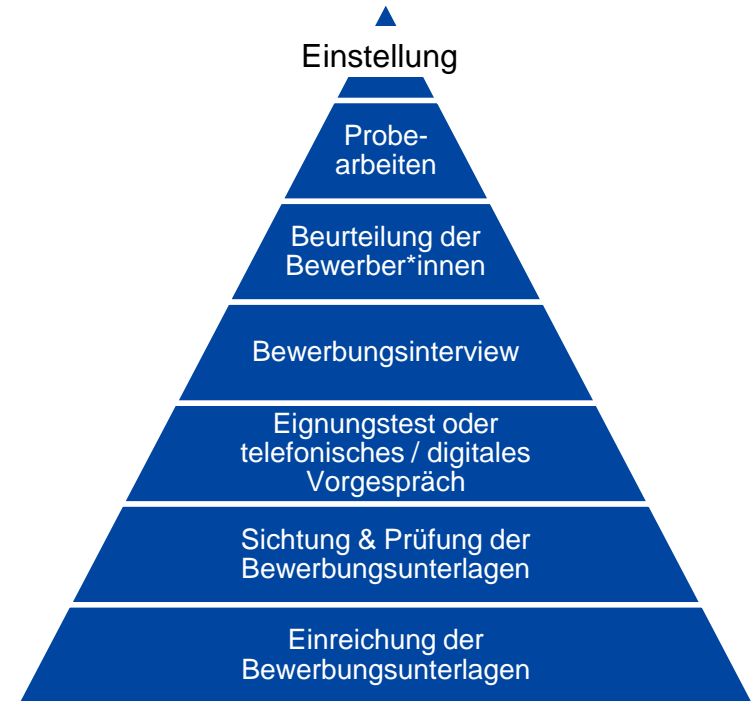 Einstellung
Probe-
arbeiten
Beurteilung der
Bewerber*innen
Bewerbungsinterview
Eignungstest oder
telefonisches / digitales
Vorgespräch
Sichtung & Prüfung der
Bewerbungsunterlagen
Einreichung der
Bewerbungsunterlagen